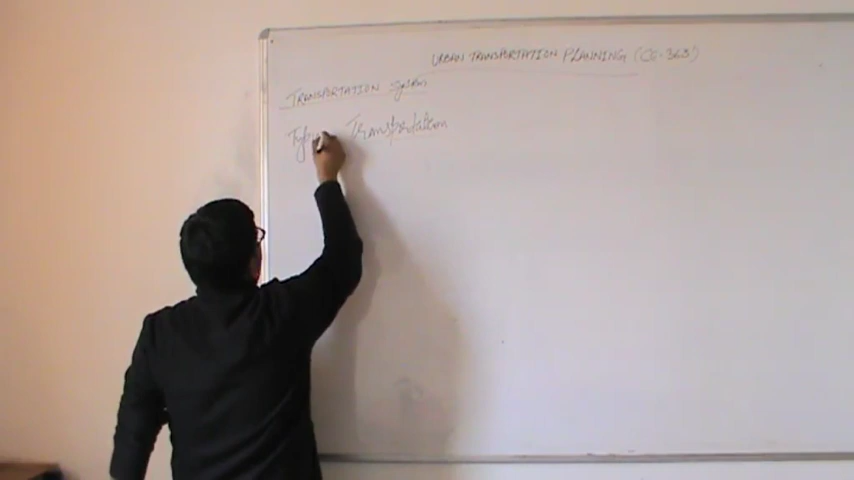 URBAN TRANSPORTATION PLANNING (CE-363)
TRANSPORTATION System
Transportation